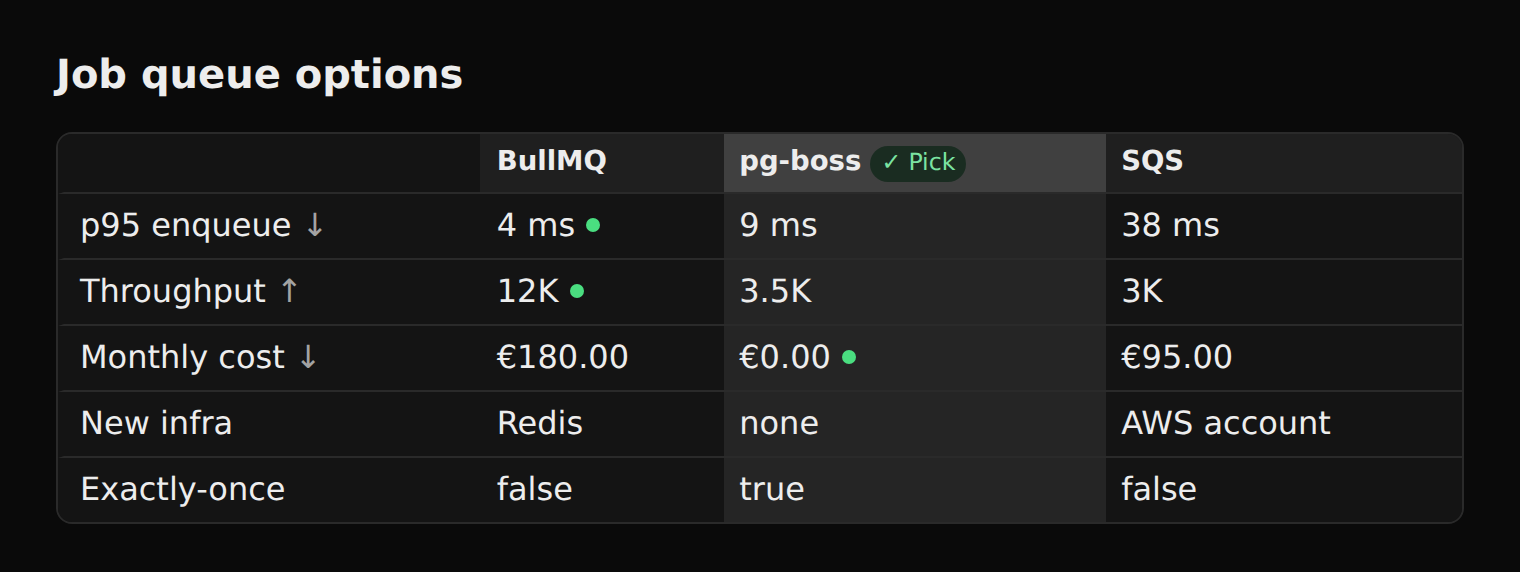 Job queue options
BullMQ pg-boss ✓ Pick SQS
p95 enqueue ↓ 4 ms 9 ms 38 ms
Throughput ↑ 12K 3.5K 3K
Monthly cost ↓ €180.00 €0.00 €95.00
New infra Redis none AWS account
Exactly-once false true false